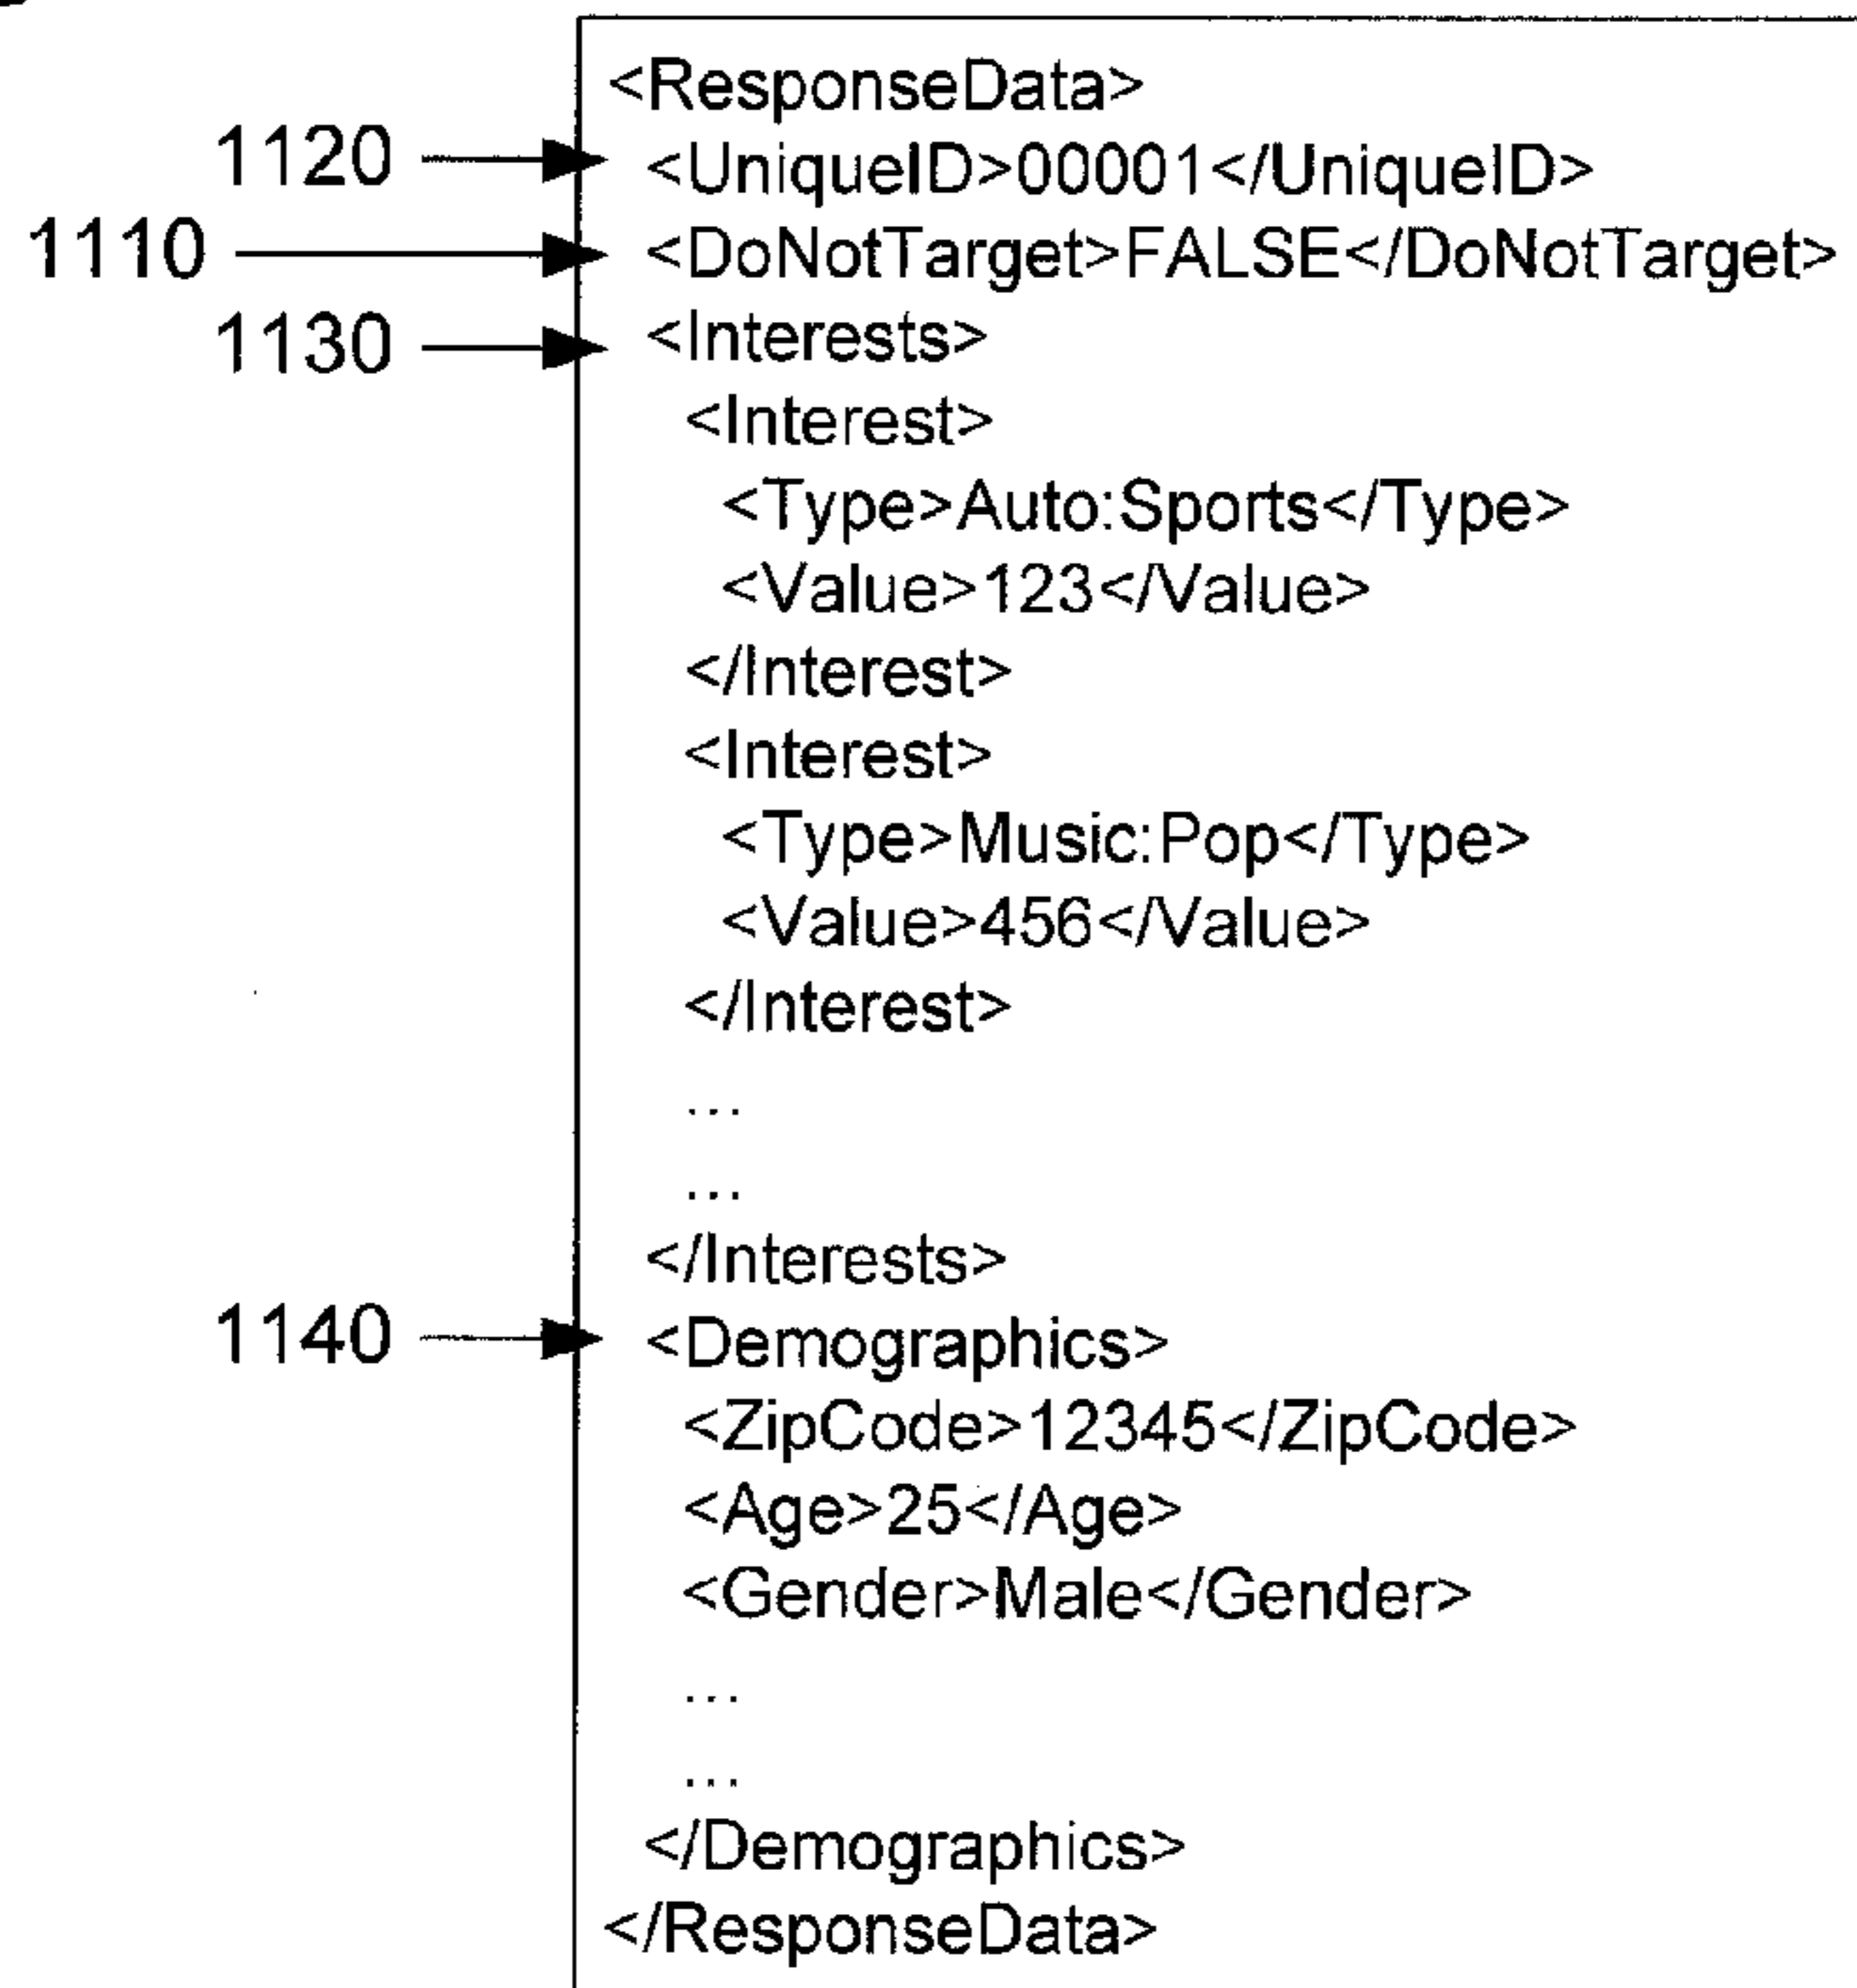 <ResponseData>
1120 <UniqueID>00001</UniqueID>
1110 <DoNotTarget>FALSE</DoNotTarget>
1130 <Interests>
<Interest>
<Type>Auto:Sports</Type>
<Value>123</Value>
</Interest>
<Interest>
<Type>Music:Pop</Type>
<Value>456</Value>
</Interest>
...
...
</Interests>
1140 <Demographics>
<ZipCode>12345</ZipCode>
<Age>25</Age>
<Gender>Male</Gender>
...
...
</Demographics>
</ResponseData>